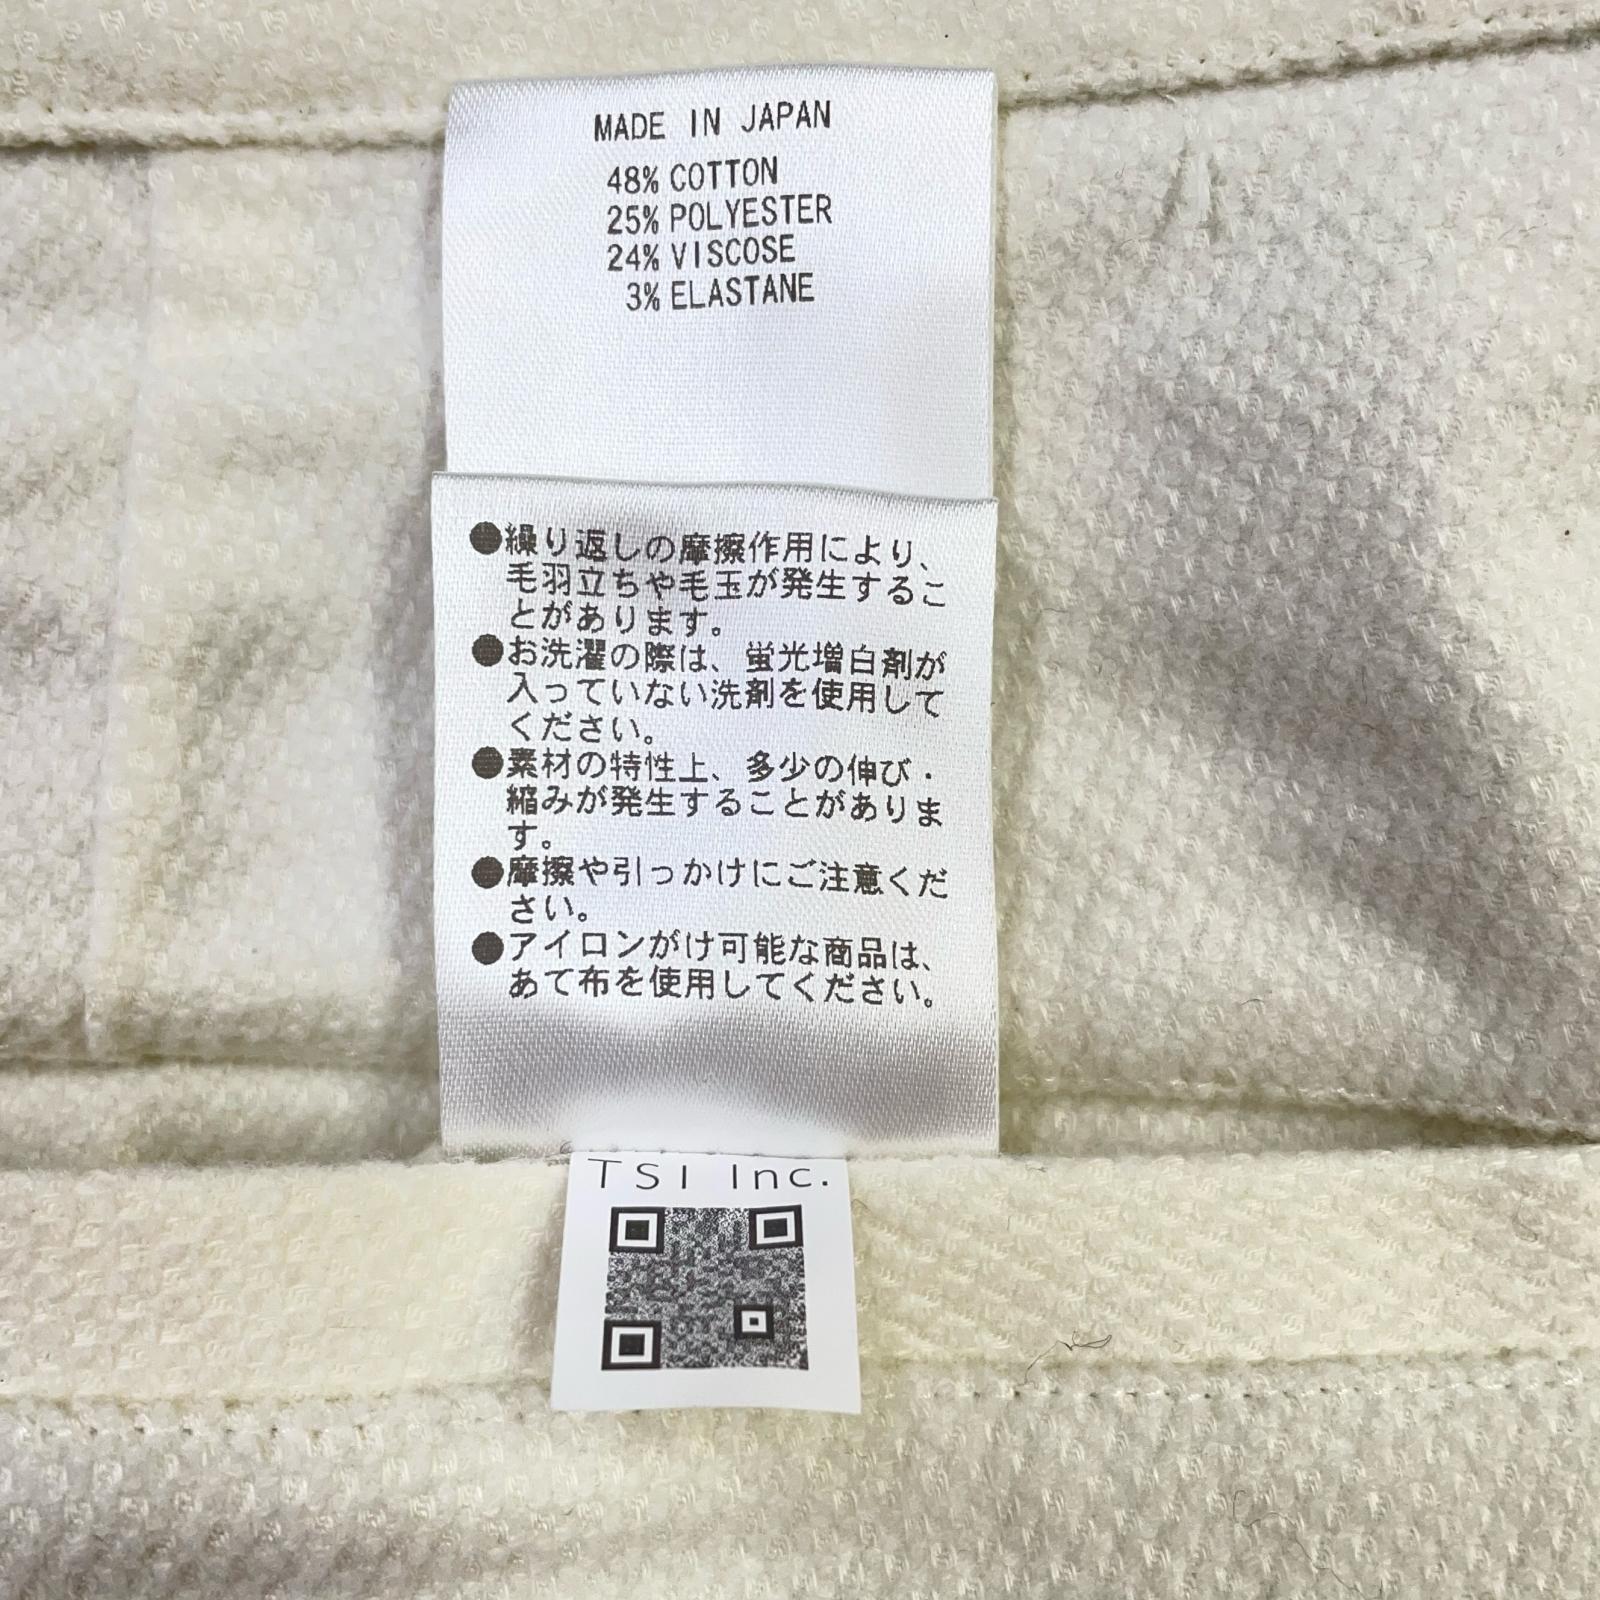 MADE IN JAPAN
48% COTTON
25% POLYESTER
24% VISCOSE
3% ELASTANE
●繰り返しの摩擦作用により、
毛羽立ちや毛玉が発生するこ
とがあります。
●お洗濯の際は、蛍光増白剤が
入っていない洗剤を使用して
ください。
●素材の特性上、多少の伸び・
縮みが発生することがありま
す。
●摩擦や引っかけにご注意くだ
さい。
●アイロンがけ可能な商品は、
あて布を使用してください。
TSI Inc.